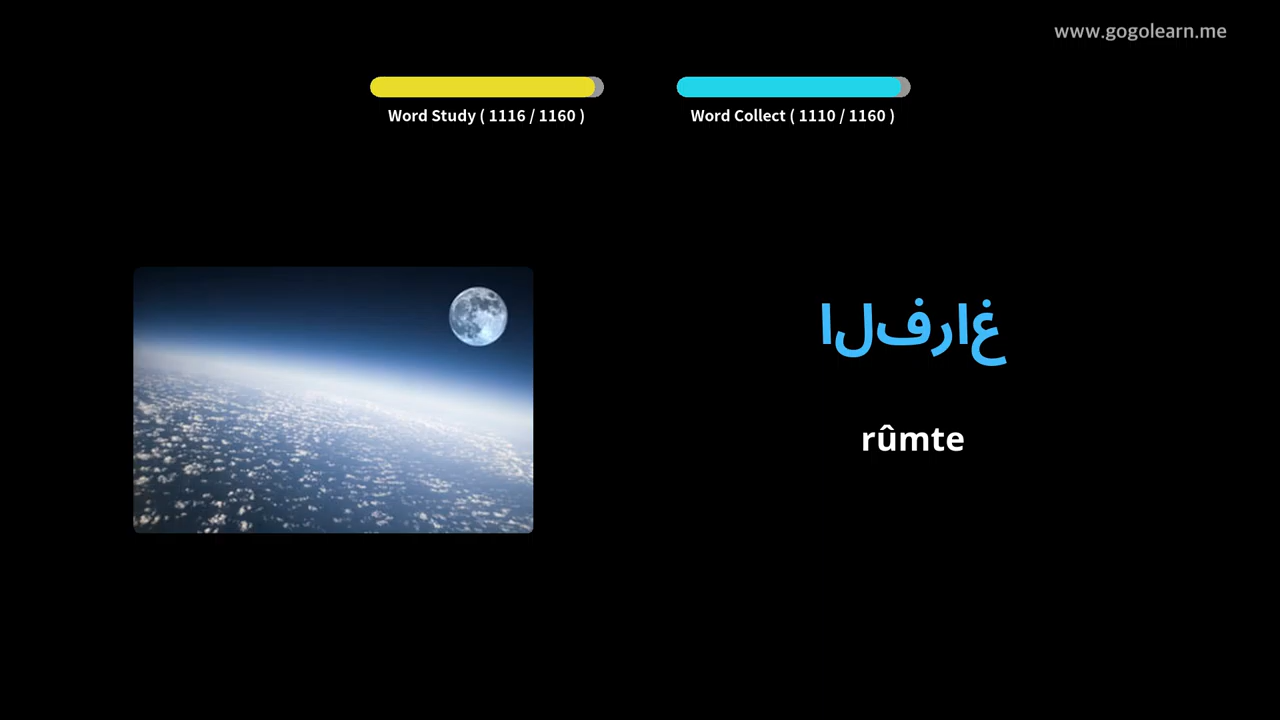 www.gogolearn.me
Word Study ( 1116 / 1160 )
Word Collect ( 1110 / 1160 )
الفراغ
rûmte